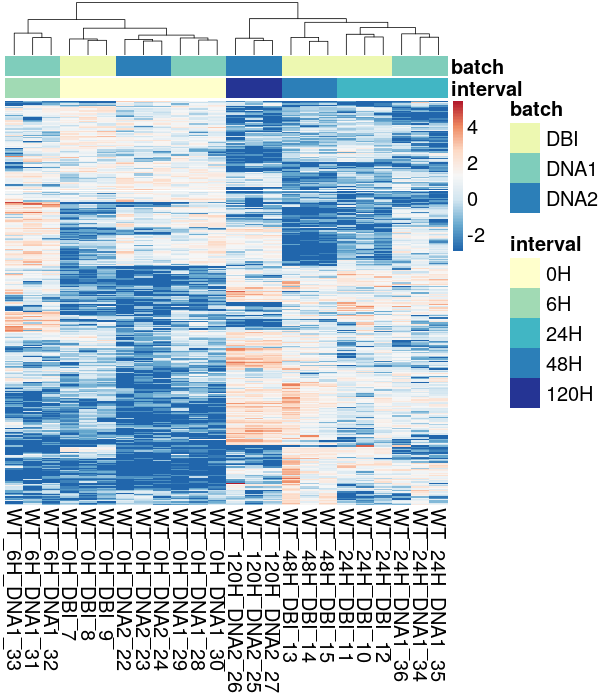 batch
interval
4
2
0
-2
batch
DBI
DNA1
DNA2
interval
0H
6H
24H
48H
120H
WT_6H_DNA1_33
WT_6H_DNA1_31
WT_6H_DNA1_32
WT_0H_DBI_7
WT_0H_DBI_8
WT_0H_DBI_9
WT_0H_DNA2_22
WT_0H_DNA2_23
WT_0H_DNA2_24
WT_0H_DNA1_29
WT_0H_DNA1_28
WT_0H_DNA1_30
WT_120H_DNA2_26
WT_120H_DNA2_25
WT_120H_DNA2_27
WT_48H_DBI_13
WT_48H_DBI_14
WT_48H_DBI_15
WT_24H_DBI_11
WT_24H_DBI_10
WT_24H_DBI_12
WT_24H_DNA1_36
WT_24H_DNA1_34
WT_24H_DNA1_35